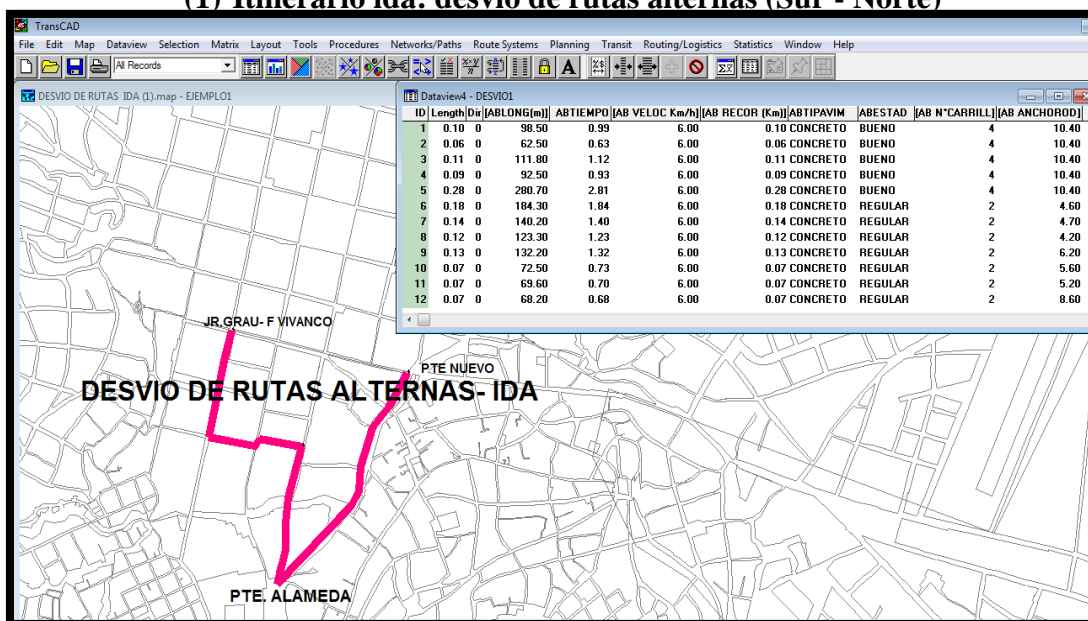 (1) Itinerario ida: desvío de rutas alternas (Sur - Norte)
TransCAD
File Edit Map Dataview Selection Matrix Layout Tools Procedures Networks/Paths Route Systems Planning Transit Routing/Logistics Statistics Window Help
All Records
DESVIO DE RUTAS IDA (1).map - EJEMPLO1
Dataview4 - DESVIO1
ID Length Dir [ABLONG(m)] ABTIEMPO [AB VELOC Km/h] [AB RECOR (Km)] ABTIPAVIM ABESTAD [AB N°CARRILL] [AB ANCHOROD]
1 0.10 0 98.50 0.99 6.00 0.10 CONCRETO BUENO 4 10.40
2 0.06 0 62.50 0.63 6.00 0.06 CONCRETO BUENO 4 10.40
3 0.11 0 111.80 1.12 6.00 0.11 CONCRETO BUENO 4 10.40
4 0.09 0 92.50 0.93 6.00 0.09 CONCRETO BUENO 4 10.40
5 0.28 0 280.70 2.81 6.00 0.28 CONCRETO BUENO 4 10.40
6 0.18 0 184.30 1.84 6.00 0.18 CONCRETO REGULAR 2 4.60
7 0.14 0 140.20 1.40 6.00 0.14 CONCRETO REGULAR 2 4.70
8 0.12 0 123.30 1.23 6.00 0.12 CONCRETO REGULAR 2 4.20
9 0.13 0 132.20 1.32 6.00 0.13 CONCRETO REGULAR 2 6.20
10 0.07 0 72.50 0.73 6.00 0.07 CONCRETO REGULAR 2 5.60
11 0.07 0 69.60 0.70 6.00 0.07 CONCRETO REGULAR 2 5.20
12 0.07 0 68.20 0.68 6.00 0.07 CONCRETO REGULAR 2 8.60
JR,GRAU- F VIVANCO
PTE NUEVO
DESVIO DE RUTAS ALTERNAS- IDA
PTE. ALAMEDA